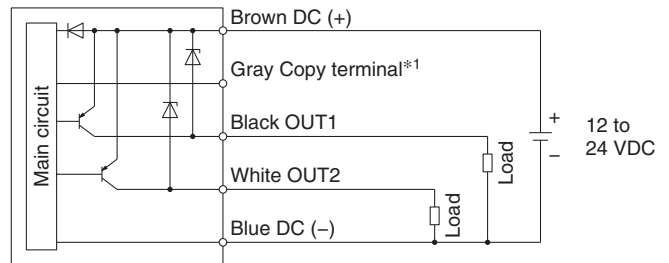 Brown DC (+)
Gray Copy terminal*1
Main circuit
Black OUT1
+
12 to
24 VDC
−
Load
White OUT2
Load
Blue DC (−)